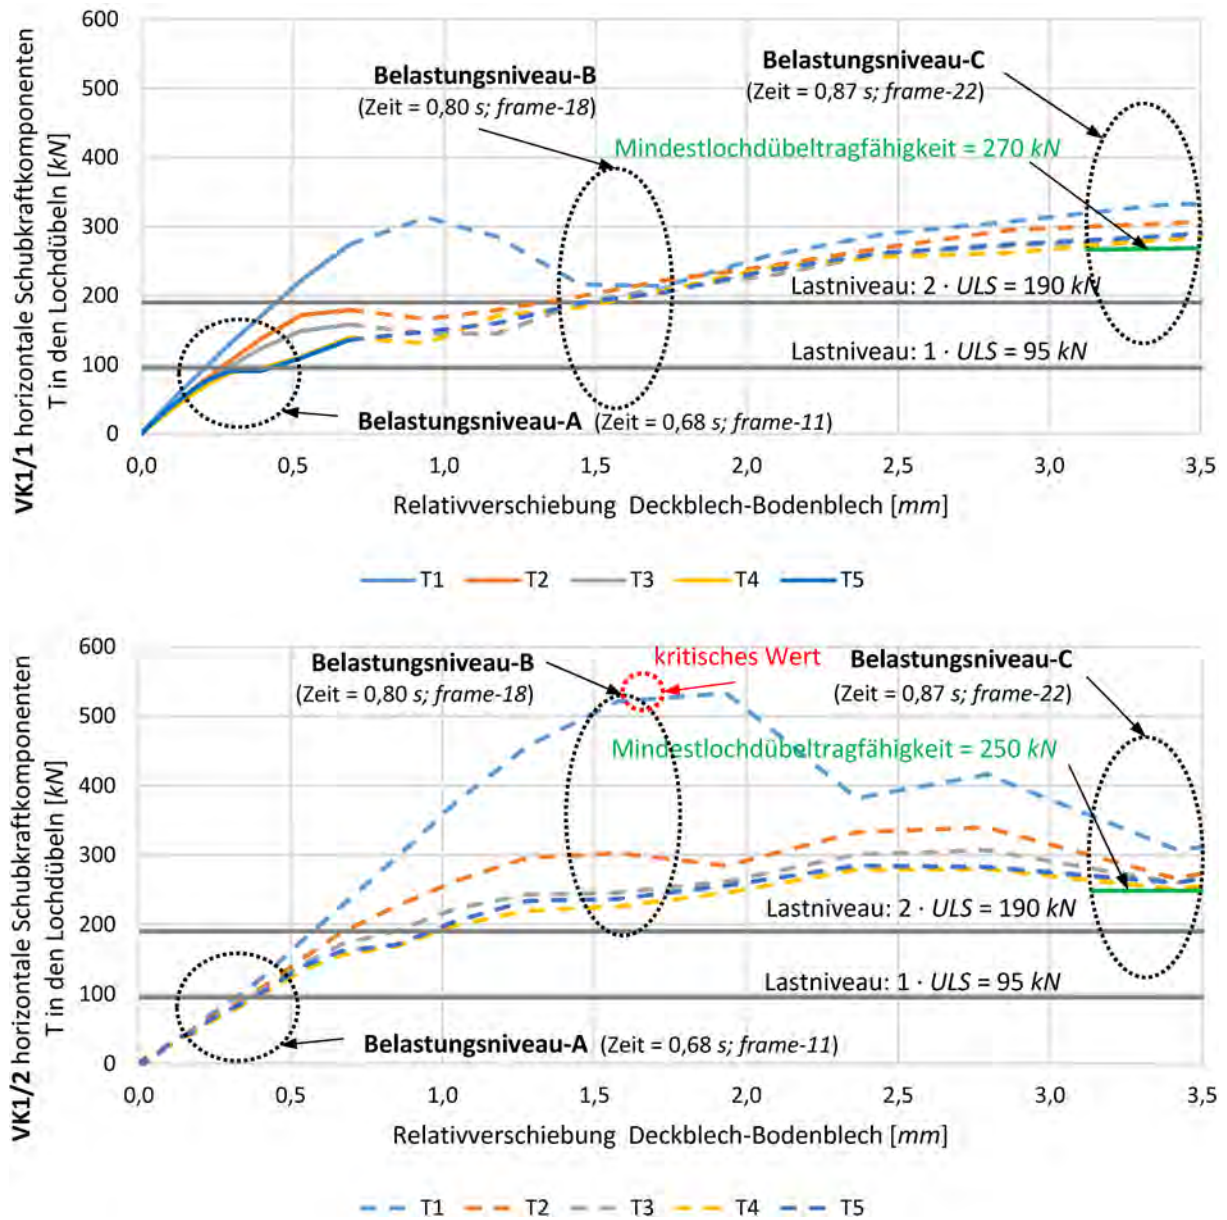 VK1/1 horizontale Schubkraftkomponenten
T in den Lochdübeln [kN]
600
500
400
300
200
100
0
Belastungsniveau-B
(Zeit = 0,80 s; frame-18)
Belastungsniveau-C
(Zeit = 0,87 s; frame-22)
Mindestlochdübeltragfähigkeit = 270 kN
Lastniveau: 2 · ULS = 190 kN
Lastniveau: 1 · ULS = 95 kN
Belastungsniveau-A (Zeit = 0,68 s; frame-11)
0,0 0,5 1,0 1,5 2,0 2,5 3,0 3,5
Relativverschiebung Deckblech-Bodenblech [mm]
T1 T2 T3 T4 T5
VK1/2 horizontale Schubkraftkomponenten
T in den Lochdübeln [kN]
600
500
400
300
200
100
0
Belastungsniveau-B
(Zeit = 0,80 s; frame-18)
kritisches Wert
Belastungsniveau-C
(Zeit = 0,87 s; frame-22)
Mindestlochdübeltragfähigkeit = 250 kN
Lastniveau: 2 · ULS = 190 kN
Lastniveau: 1 · ULS = 95 kN
Belastungsniveau-A (Zeit = 0,68 s; frame-11)
0,0 0,5 1,0 1,5 2,0 2,5 3,0 3,5
Relativverschiebung Deckblech-Bodenblech [mm]
T1 T2 T3 T4 T5